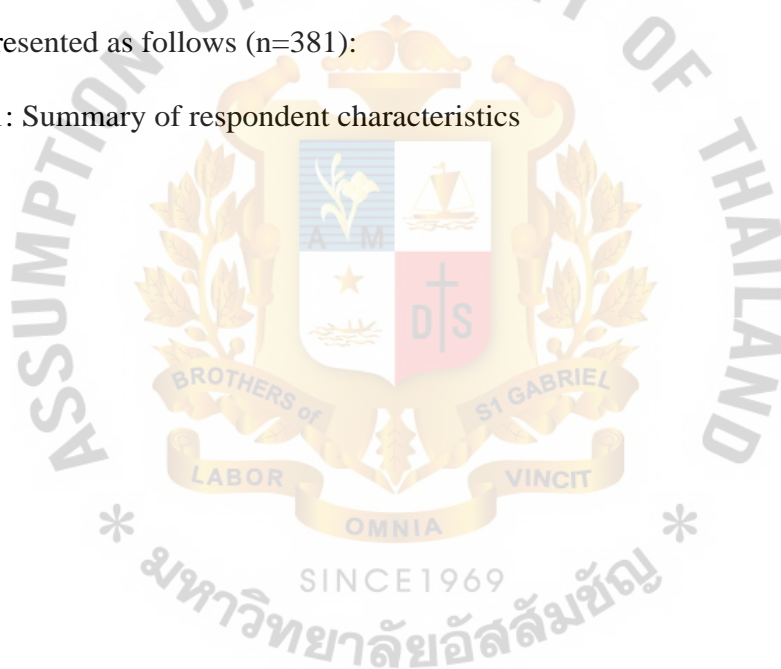 resented as follows (n=381):
: Summary of respondent characteristics
ASSUMPTION UNIVERSITY OF THAILAND
A M
D S
BROTHERS of ST GABRIEL
LABOR VINCIT
OMNIA
SINCE1969
มหาวิทยาลัยอัสสัมชัญ